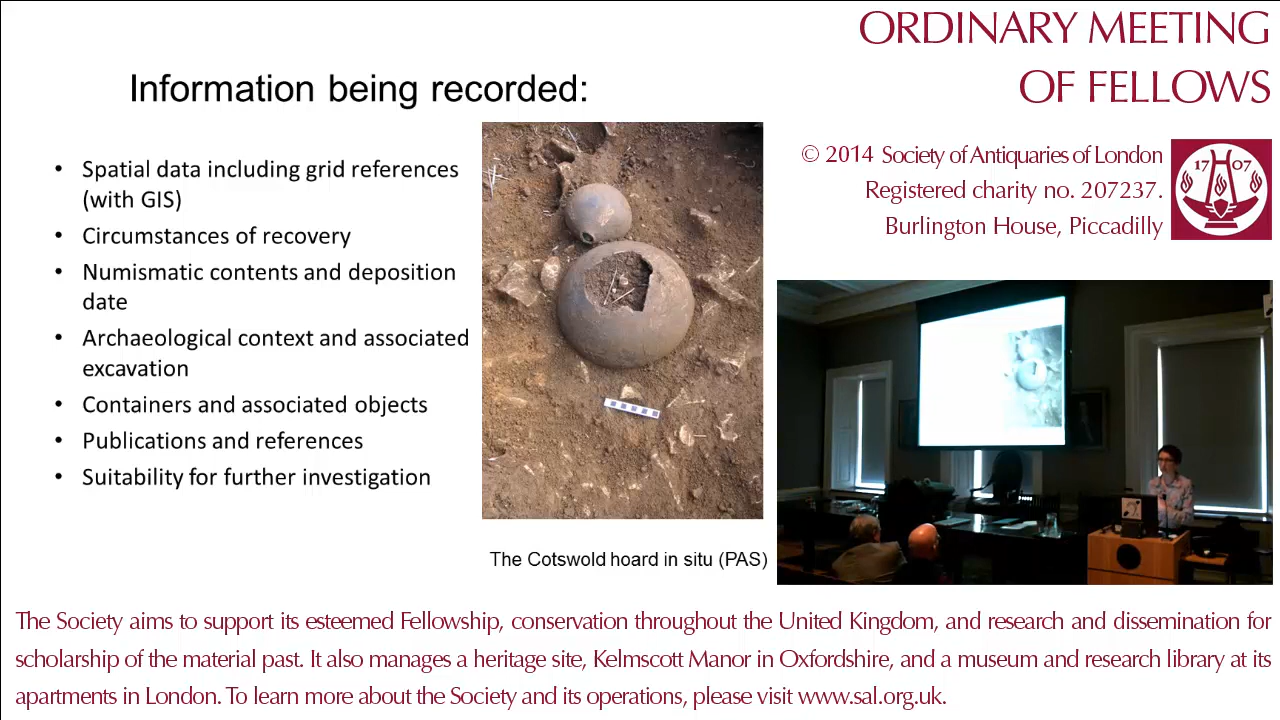 Information being recorded:
• Spatial data including grid references
(with GIS)
• Circumstances of recovery
• Numismatic contents and deposition
date
• Archaeological context and associated
excavation
• Containers and associated objects
• Publications and references
• Suitability for further investigation
The Cotswold hoard in situ (PAS)
ORDINARY MEETING
OF FELLOWS
© 2014 Society of Antiquaries of London
Registered charity no. 207237.
Burlington House, Piccadilly
17 07
The Society aims to support its esteemed Fellowship, conservation throughout the United Kingdom, and research and dissemination for
scholarship of the material past. It also manages a heritage site, Kelmscott Manor in Oxfordshire, and a museum and research library at its
apartments in London. To learn more about the Society and its operations, please visit www.sal.org.uk.